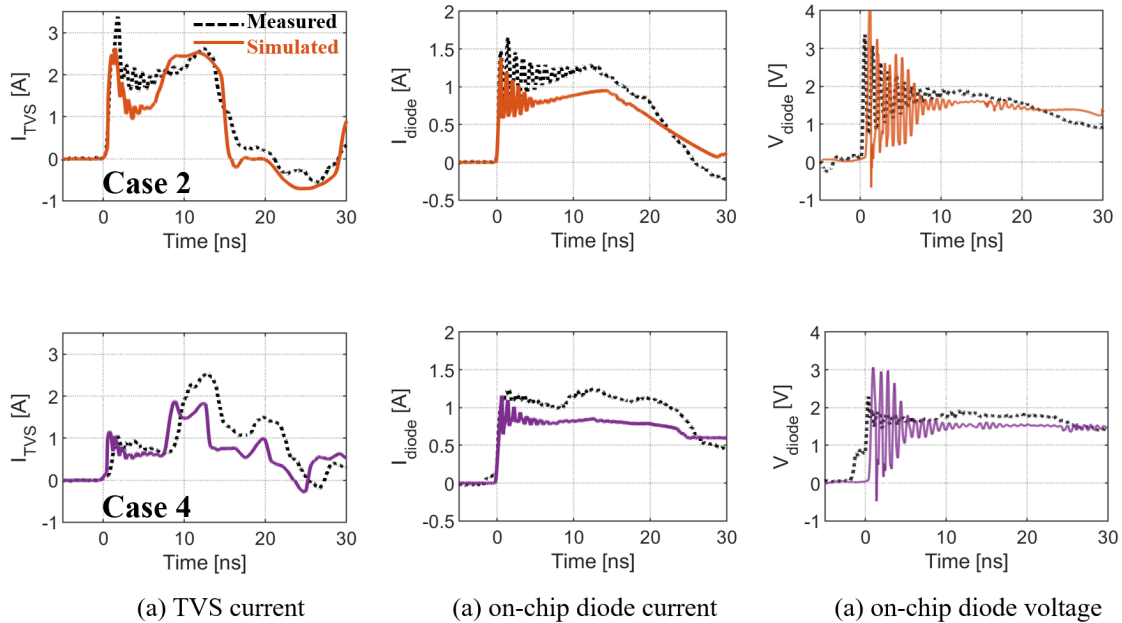 Measured
Simulated
I_TVS [A]
3
2
1
0
-1
0 10 20 30
Time [ns]
Case 2
I_diode [A]
2
1.5
1
0.5
0
-0.5
0 10 20 30
Time [ns]
V_diode [V]
4
3
2
1
0
-1
0 10 20 30
Time [ns]
I_TVS [A]
3
2
1
0
-1
0 10 20 30
Time [ns]
Case 4
I_diode [A]
2
1.5
1
0.5
0
-0.5
0 10 20 30
Time [ns]
V_diode [V]
4
3
2
1
0
-1
0 10 20 30
Time [ns]
(a) TVS current
(a) on-chip diode current
(a) on-chip diode voltage